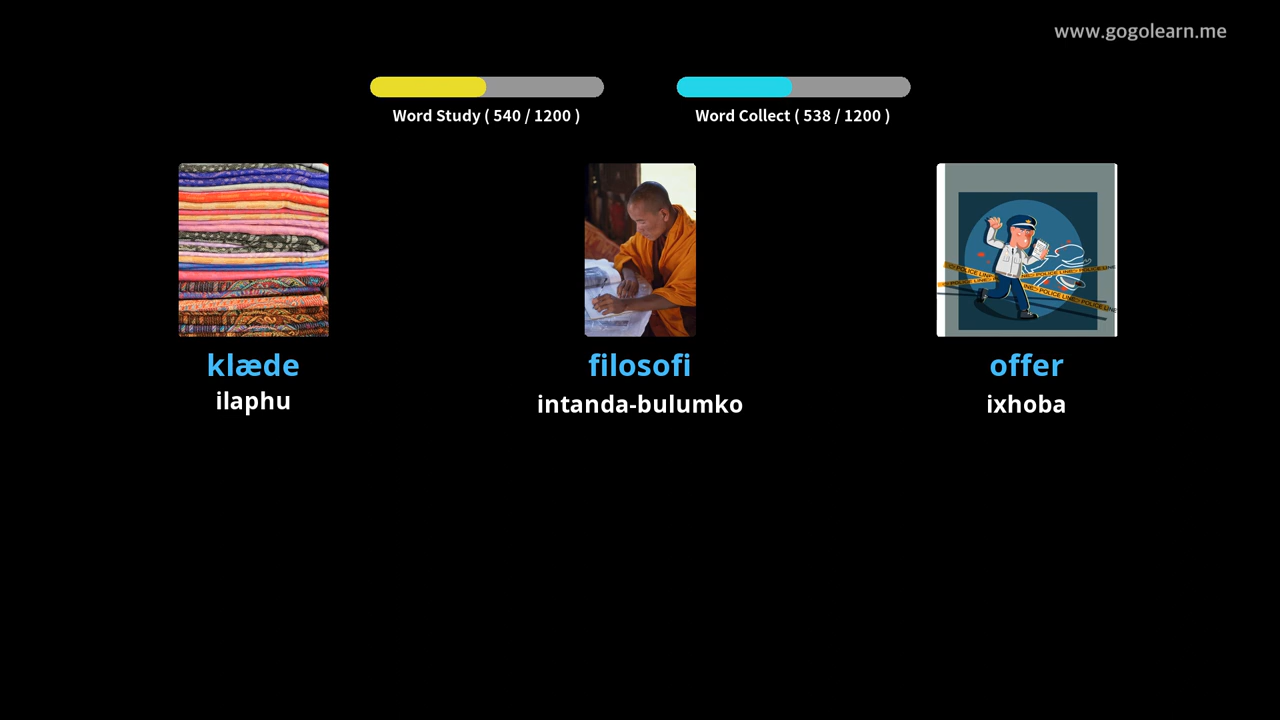 www.gogolearn.me
Word Study ( 540 / 1200 )
Word Collect ( 538 / 1200 )
klæde
filosofi
offer
ilaphu
intanda-bulumko
ixhoba